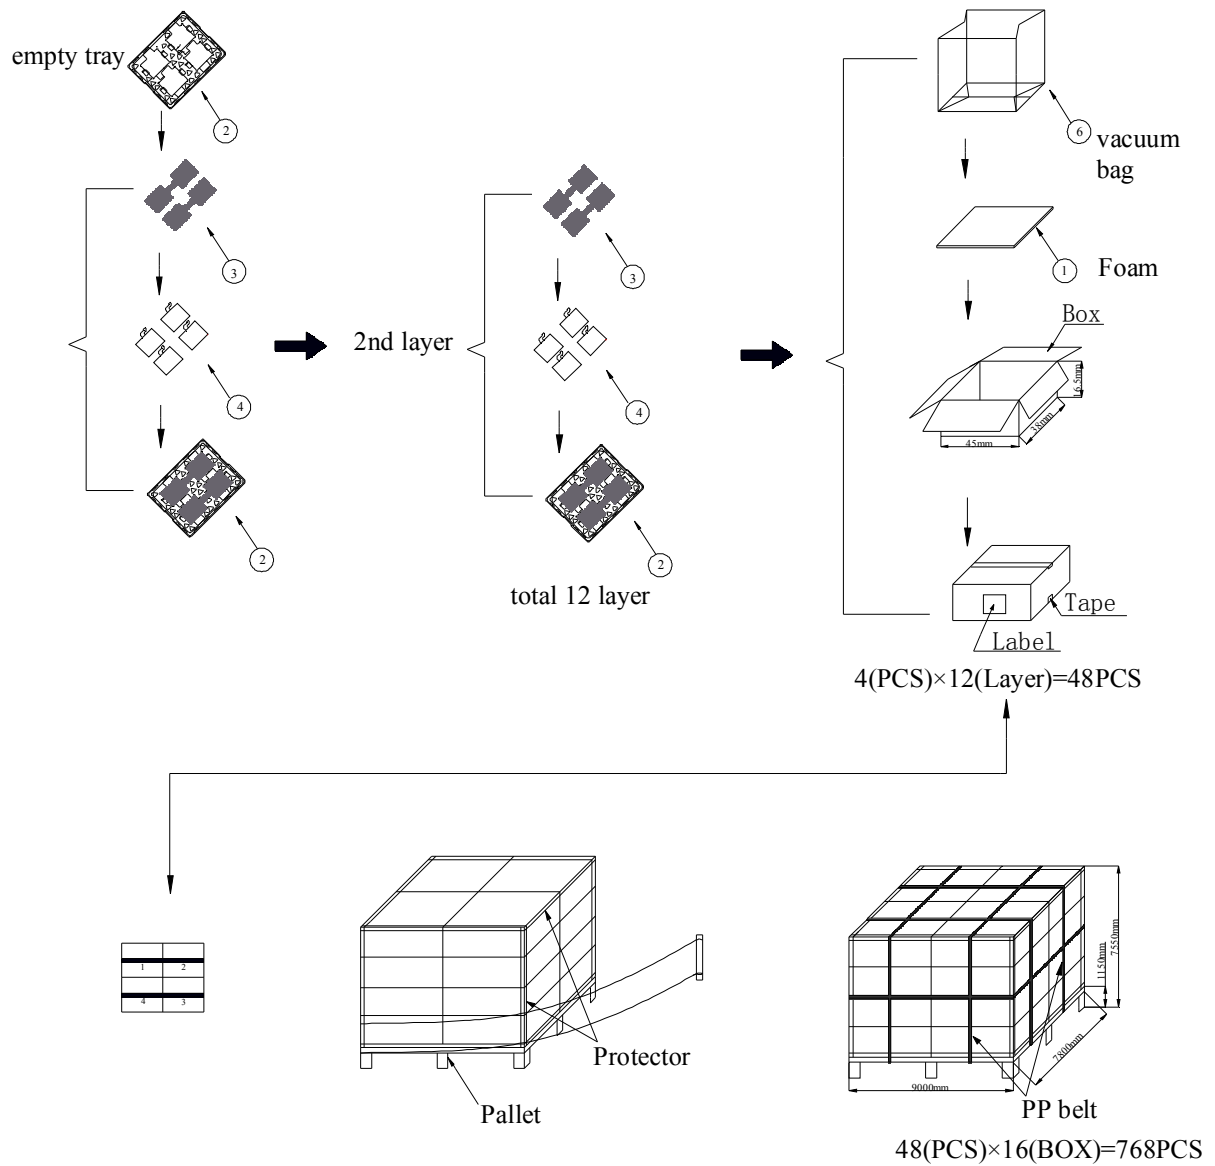 empty tray
2
3
4
2
2nd layer
3
4
2
total 12 layer
6
vacuum
bag
1
Foam
Box
16.5mm
38mm
45mm
Tape
Label
4(PCS)×12(Layer)=48PCS
1
2
4
3
Protector
Pallet
7550mm
1150mm
7800mm
9000mm
PP belt
48(PCS)×16(BOX)=768PCS